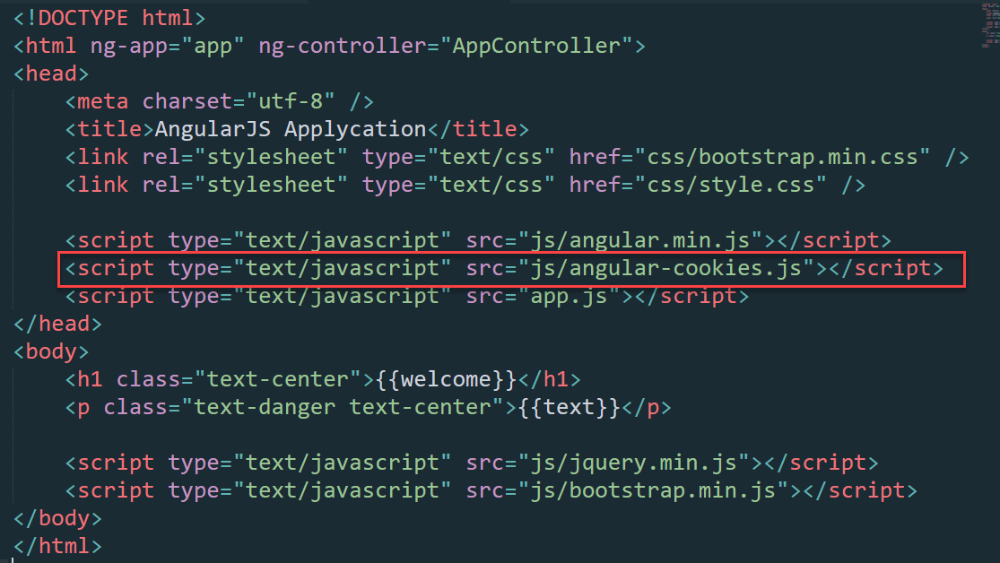 <!DOCTYPE html>
<html ng-app="app" ng-controller="AppController">
<head>
    <meta charset="utf-8" />
    <title>AngularJS Applycation</title>
    <link rel="stylesheet" type="text/css" href="css/bootstrap.min.css" />
    <link rel="stylesheet" type="text/css" href="css/style.css" />

    <script type="text/javascript" src="js/angular.min.js"></script>
    <script type="text/javascript" src="js/angular-cookies.js"></script>
    <script type="text/javascript" src="app.js"></script>
</head>
<body>
    <h1 class="text-center">{{welcome}}</h1>
    <p class="text-danger text-center">{{text}}</p>

    <script type="text/javascript" src="js/jquery.min.js"></script>
    <script type="text/javascript" src="js/bootstrap.min.js"></script>
</body>
</html>